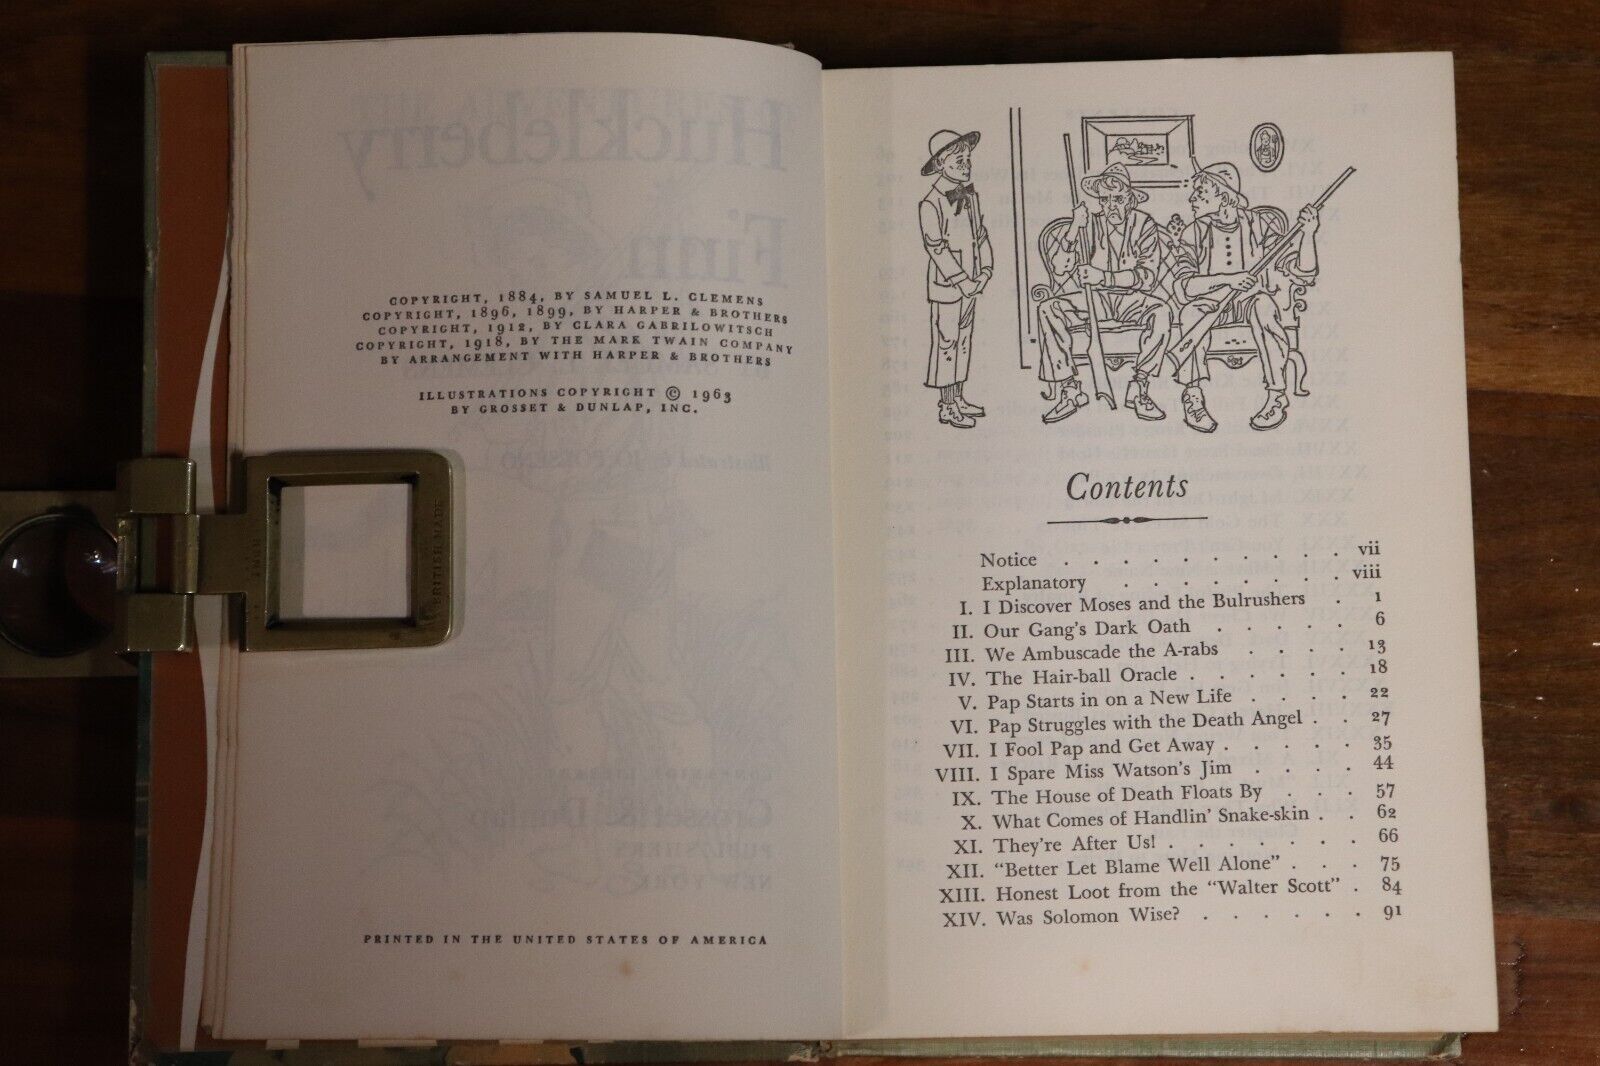 COPYRIGHT, 1884, BY SAMUEL L. CLEMENS
COPYRIGHT, 1896, 1899, BY HARPER & BROTHERS
COPYRIGHT, 1912, BY CLARA GABRILOWITSCH
COPYRIGHT, 1918, BY THE MARK TWAIN COMPANY
BY ARRANGEMENT WITH HARPER & BROTHERS
ILLUSTRATIONS COPYRIGHT © 1963
BY GROSSET & DUNLAP, INC.
BRITISH MADE
PRINTED IN THE UNITED STATES OF AMERICA
Huckleberry
Finn
Contents
Notice . . . . . . . . . . vii
Explanatory . . . . . . . . viii
I. I Discover Moses and the Bulrushers . 1
II. Our Gang's Dark Oath . . . . . 6
III. We Ambuscade the A-rabs . . . . 13
IV. The Hair-ball Oracle . . . . . . 18
V. Pap Starts in on a New Life . . . . 22
VI. Pap Struggles with the Death Angel . . 27
VII. I Fool Pap and Get Away . . . . . 35
VIII. I Spare Miss Watson's Jim . . . . 44
IX. The House of Death Floats By . . . 57
X. What Comes of Handlin' Snake-skin . . 62
XI. They're After Us! . . . . . . . 66
XII. "Better Let Blame Well Alone" . . . 75
XIII. Honest Loot from the "Walter Scott" . 84
XIV. Was Solomon Wise? . . . . . . 91